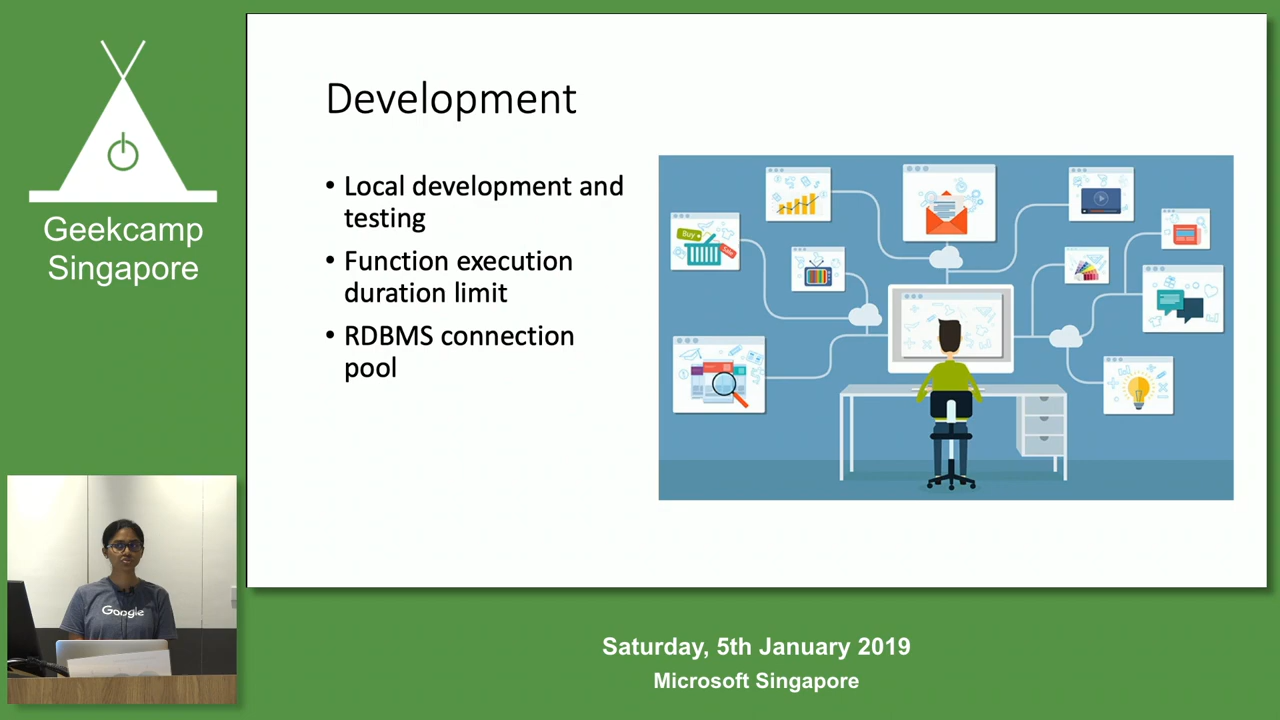 Geekcamp
Singapore
Development
• Local development and
testing
• Function execution
duration limit
• RDBMS connection
pool
Buy
Sale
Google
Saturday, 5th January 2019
Microsoft Singapore